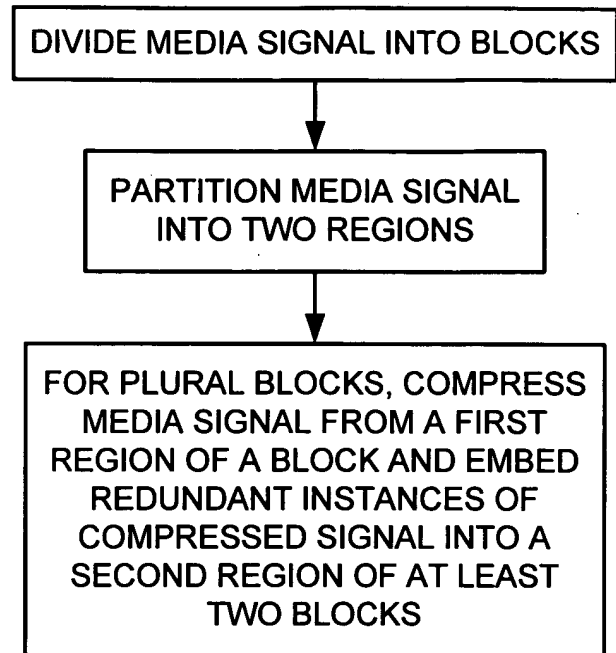 DIVIDE MEDIA SIGNAL INTO BLOCKS
PARTITION MEDIA SIGNAL
INTO TWO REGIONS
FOR PLURAL BLOCKS, COMPRESS
MEDIA SIGNAL FROM A FIRST
REGION OF A BLOCK AND EMBED
REDUNDANT INSTANCES OF
COMPRESSED SIGNAL INTO A
SECOND REGION OF AT LEAST
TWO BLOCKS